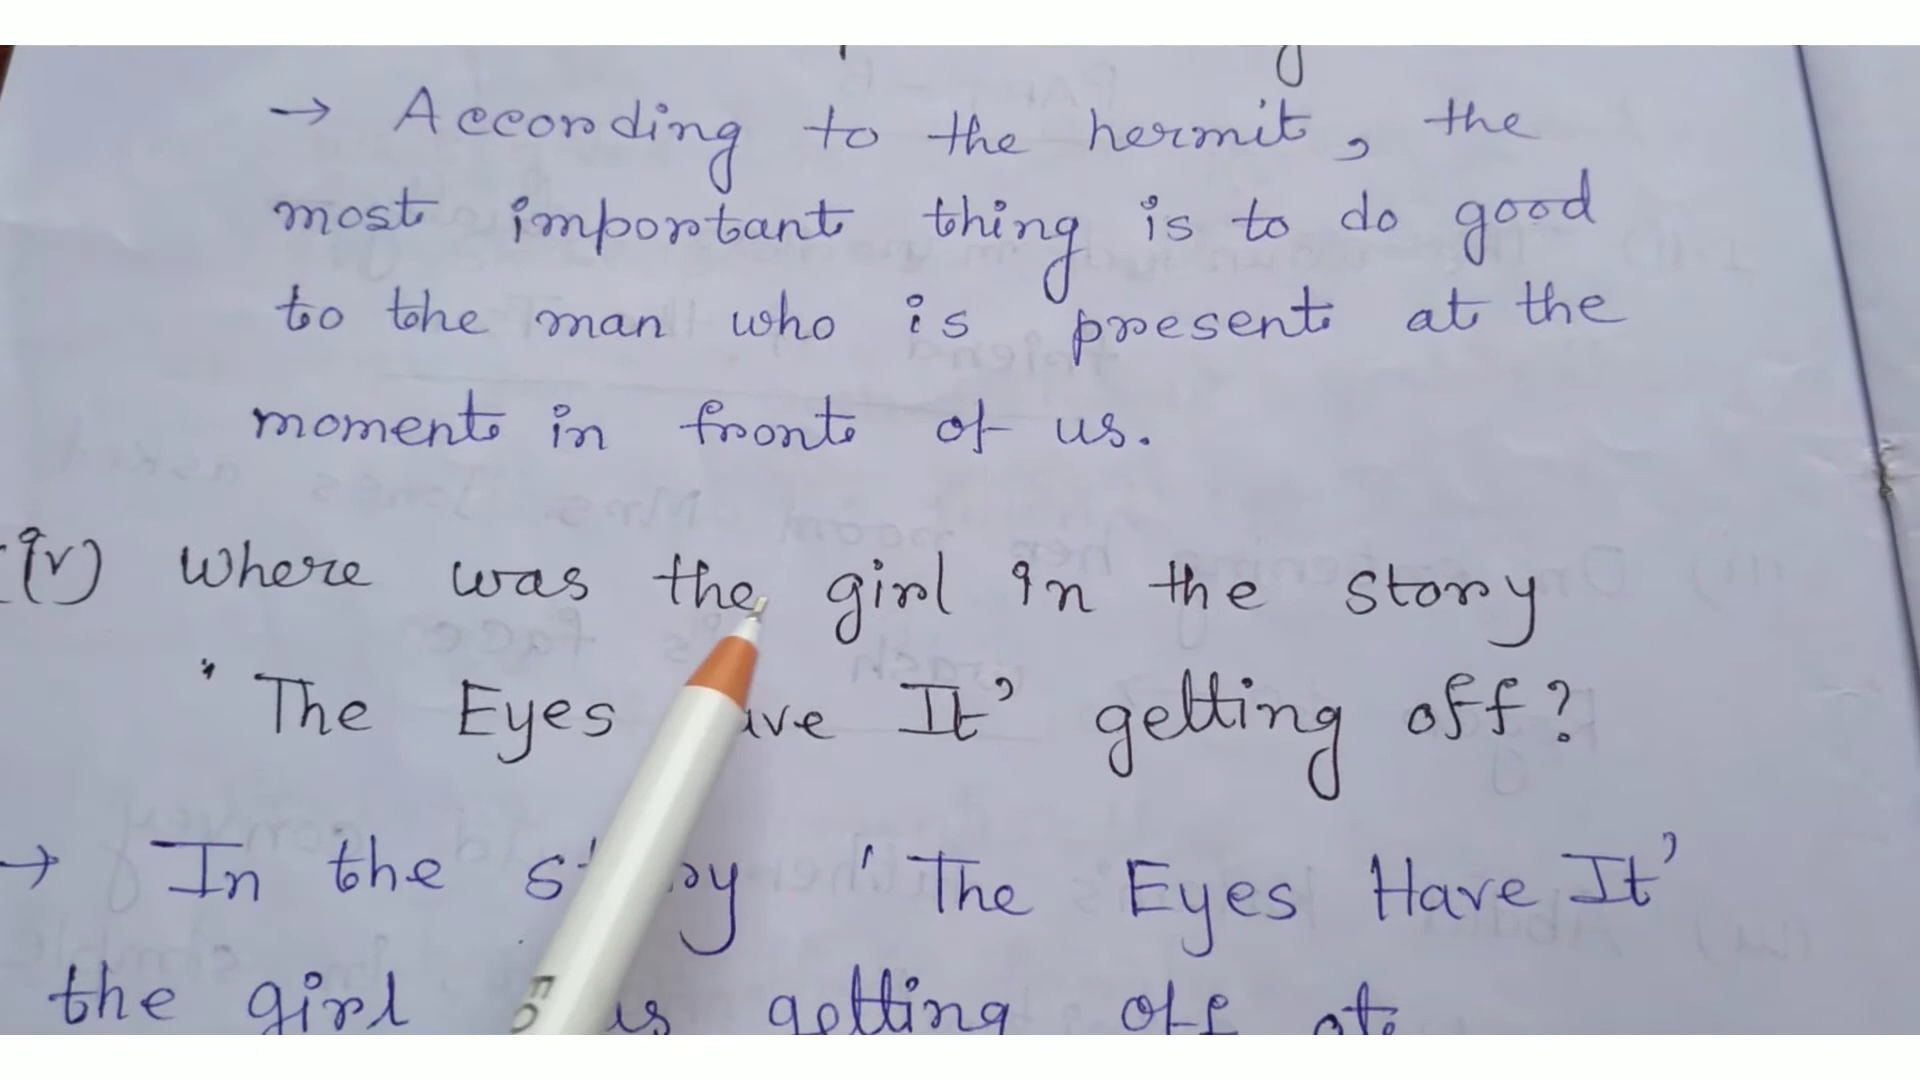 → According to the hermit, the
most important thing is to do good
to the man who is present at the
moment in front of us.
(iv) Where was the girl in the story
'The Eyes It' getting off?
→ In the 'The Eyes Have It'
the girl is getting off at